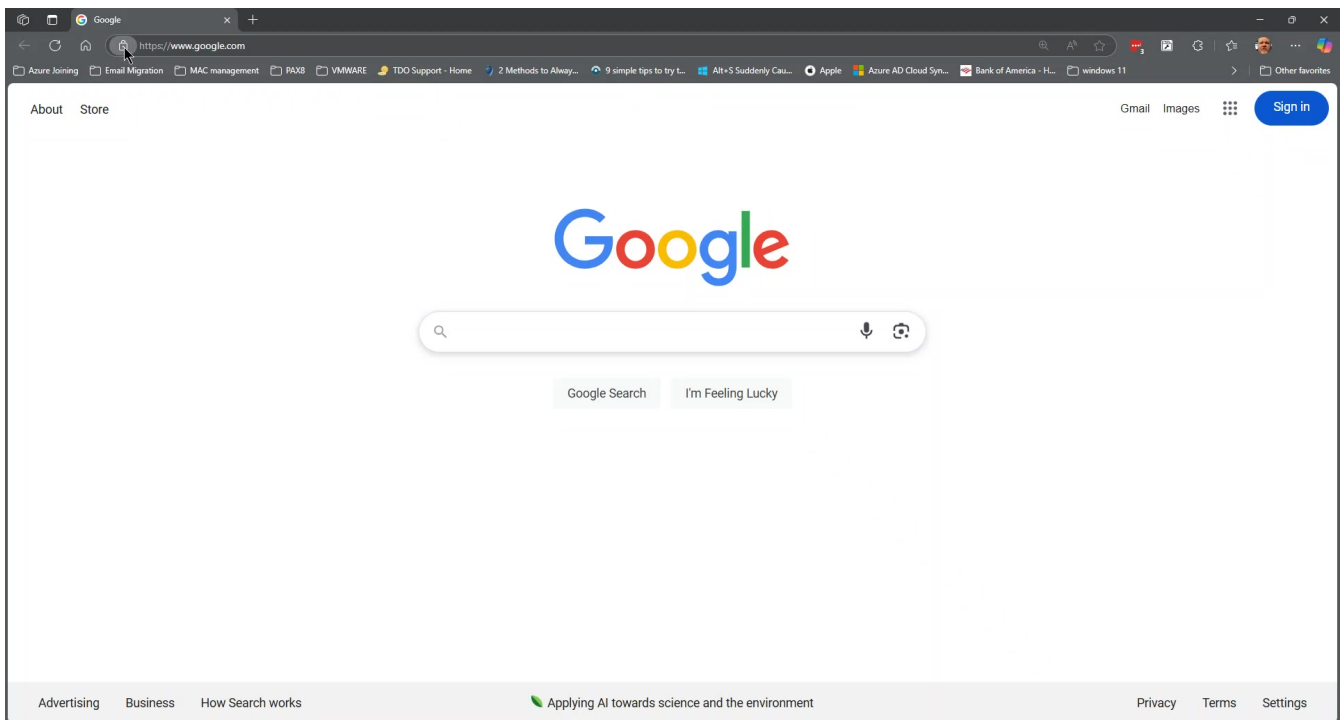 Google
https://www.google.com
3
Azure Joining Email Migration MAC management PAX8 VMWARE TDO Support - Home 2 Methods to Alway... 9 simple tips to try t... Alt+S Suddenly Cau... Apple Azure AD Cloud Syn... Bank of America - H... windows 11 Other favorites
About Store Gmail Images Sign in
Google
Google Search I'm Feeling Lucky
Advertising Business How Search works Applying AI towards science and the environment Privacy Terms Settings